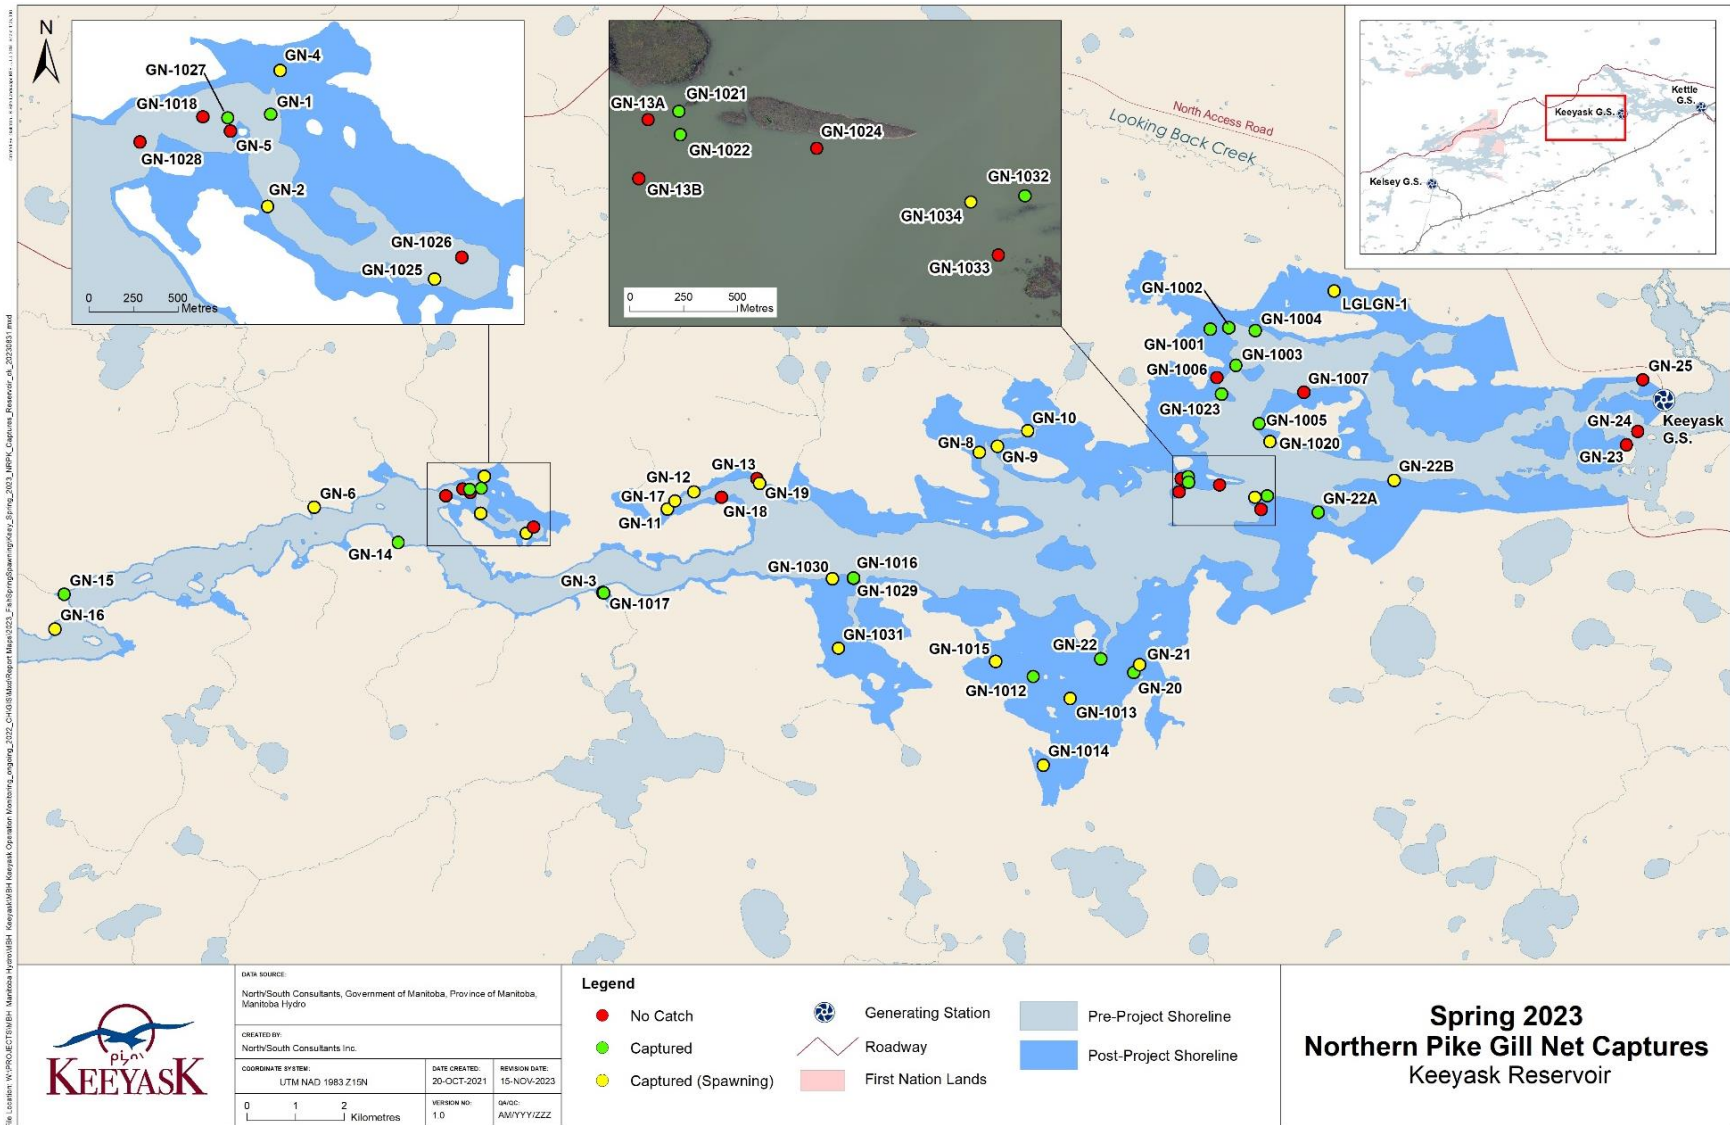 N
GN-4
GN-1027
GN-1
GN-1018
GN-5
GN-1028
GN-2
GN-1026
GN-1025
0 250 500
Metres
GN-13A
GN-1021
GN-1022
GN-1024
GN-13B
GN-1032
GN-1034
GN-1033
0 250 500
Metres
North Access Road
Looking Back Creek
Kettle
G.S.
Keeyask G.S.
Kelsey G.S.
GN-1002
LGLGN-1
GN-1004
GN-1001
GN-1003
GN-1006
GN-1007
GN-1023
GN-1005
GN-1020
GN-25
GN-24
Keeyask
G.S.
GN-23
GN-10
GN-8
GN-9
GN-22B
GN-22A
GN-13
GN-12
GN-17
GN-19
GN-11
GN-18
GN-6
GN-14
GN-15
GN-16
GN-3
GN-1017
GN-1030
GN-1016
GN-1029
GN-1031
GN-1015
GN-22
GN-21
GN-1012
GN-20
GN-1013
GN-1014
KEEYASK
DATA SOURCE:
North/South Consultants, Government of Manitoba, Province of Manitoba,
Manitoba Hydro
CREATED BY:
North/South Consultants Inc.
COORDINATE SYSTEM:
UTM NAD 1983 Z15N
DATE CREATED:
20-OCT-2021
REVISION DATE:
15-NOV-2023
0 1 2
Kilometres
VERSION NO:
1.0
QA/QC:
AM/YYY/ZZZ
Legend
No Catch
Captured
Captured (Spawning)
Generating Station
Roadway
First Nation Lands
Pre-Project Shoreline
Post-Project Shoreline
Spring 2023
Northern Pike Gill Net Captures
Keeyask Reservoir